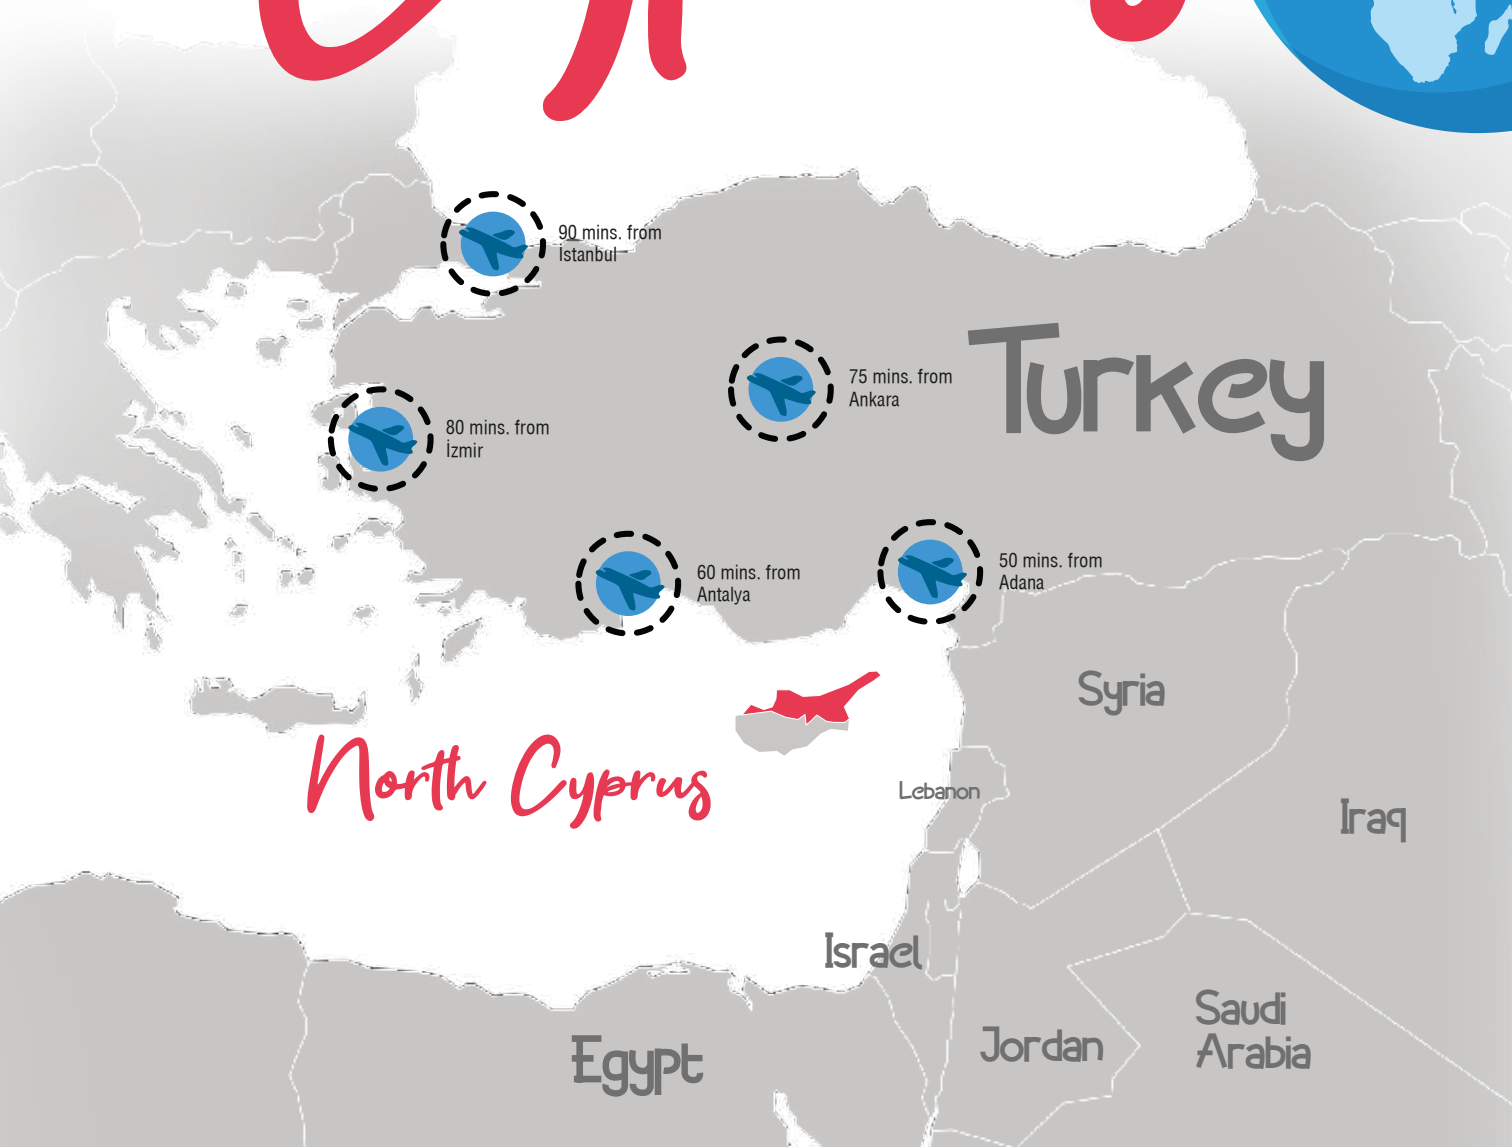 90 mins. from
İstanbul
75 mins. from
Ankara
Turkey
80 mins. from
İzmir
60 mins. from
Antalya
50 mins. from
Adana
Syria
North Cyprus
Lebanon
Iraq
Israel
Saudi
Arabia
Jordan
Egypt